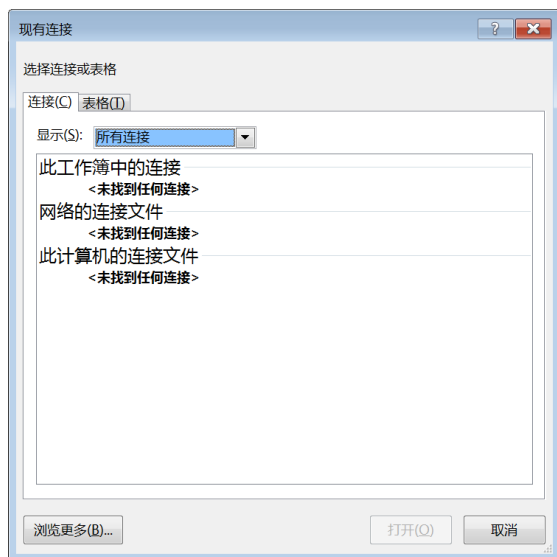 现有连接
选择连接或表格
连接(C) 表格(T)
显示(S): 所有连接
此工作簿中的连接
<未找到任何连接>
网络的连接文件
<未找到任何连接>
此计算机的连接文件
<未找到任何连接>
浏览更多(B)... 打开(O) 取消